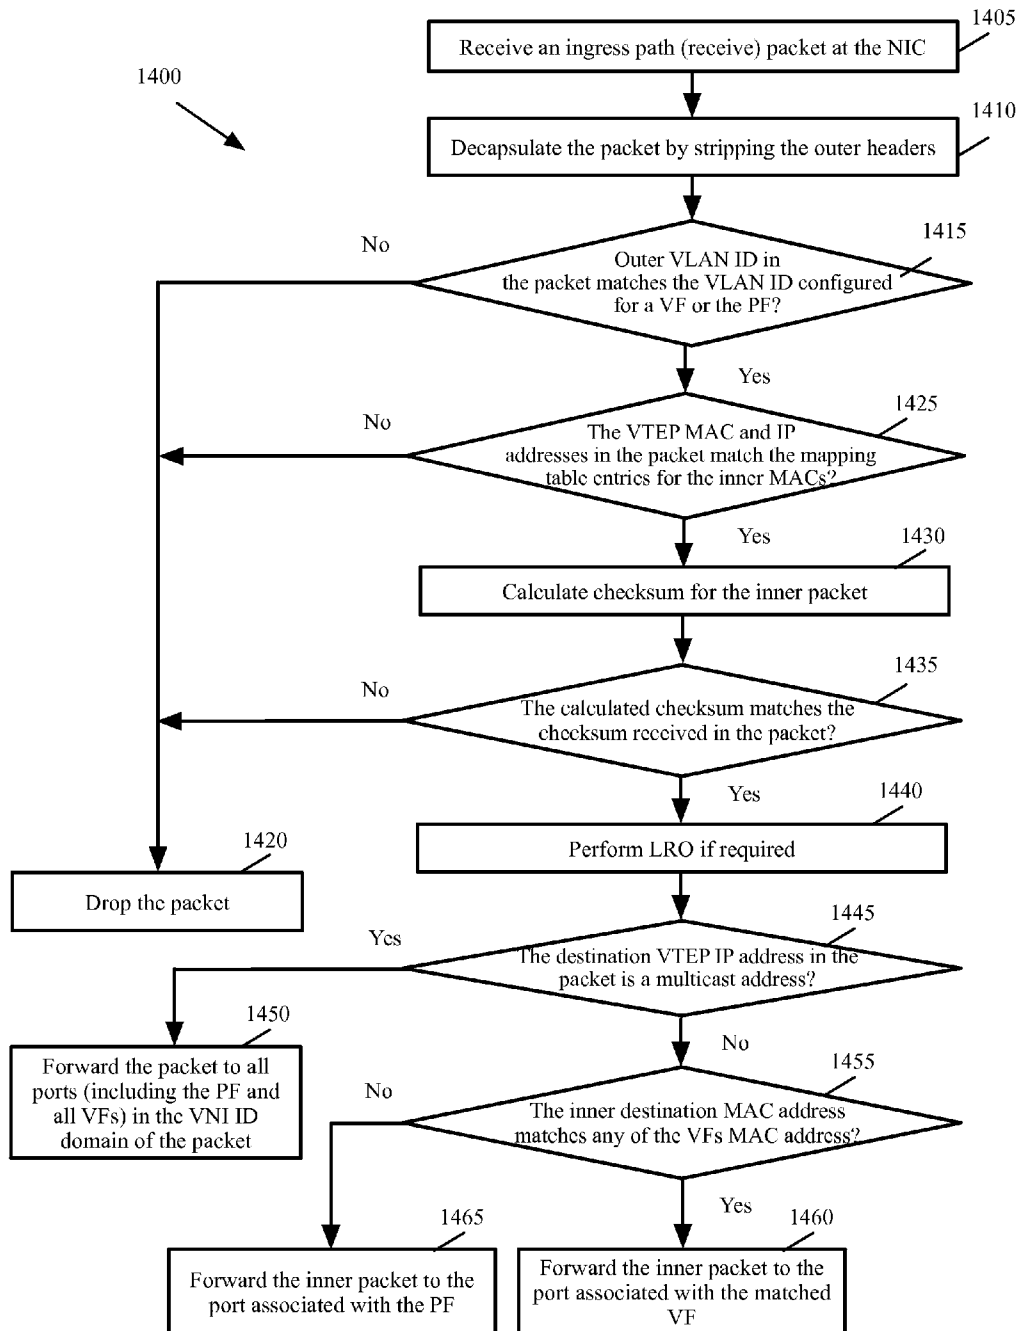 1405
Receive an ingress path (receive) packet at the NIC
1400
1410
Decapsulate the packet by stripping the outer headers
No
1415
Outer VLAN ID in
the packet matches the VLAN ID configured
for a VF or the PF?
Yes
1425
No
The VTEP MAC and IP
addresses in the packet match the mapping
table entries for the inner MACs?
Yes
1430
Calculate checksum for the inner packet
1435
No
The calculated checksum matches the
checksum received in the packet?
Yes
1440
Perform LRO if required
1420
Drop the packet
1445
Yes
The destination VTEP IP address in the
packet is a multicast address?
1450
No
Forward the packet to all
ports (including the PF and
all VFs) in the VNI ID
domain of the packet
1455
No
The inner destination MAC address
matches any of the VFs MAC address?
Yes
1465
1460
Forward the inner packet to the
port associated with the PF
Forward the inner packet to the
port associated with the matched
VF